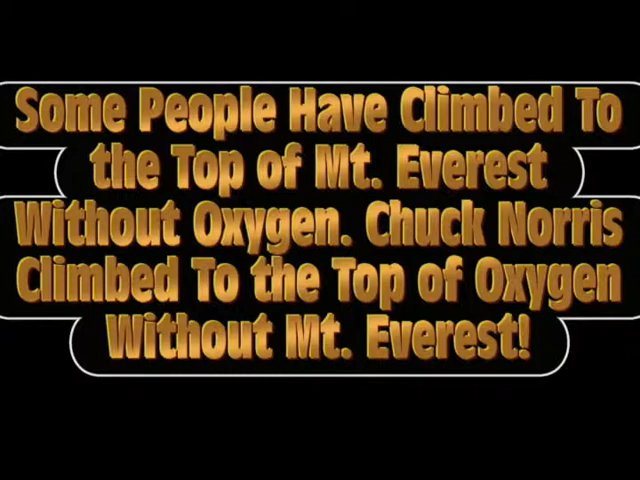 Some People Have Climbed To
the Top of Mt. Everest
Without Oxygen. Chuck Norris
Climbed To the Top of Oxygen
Without Mt. Everest!